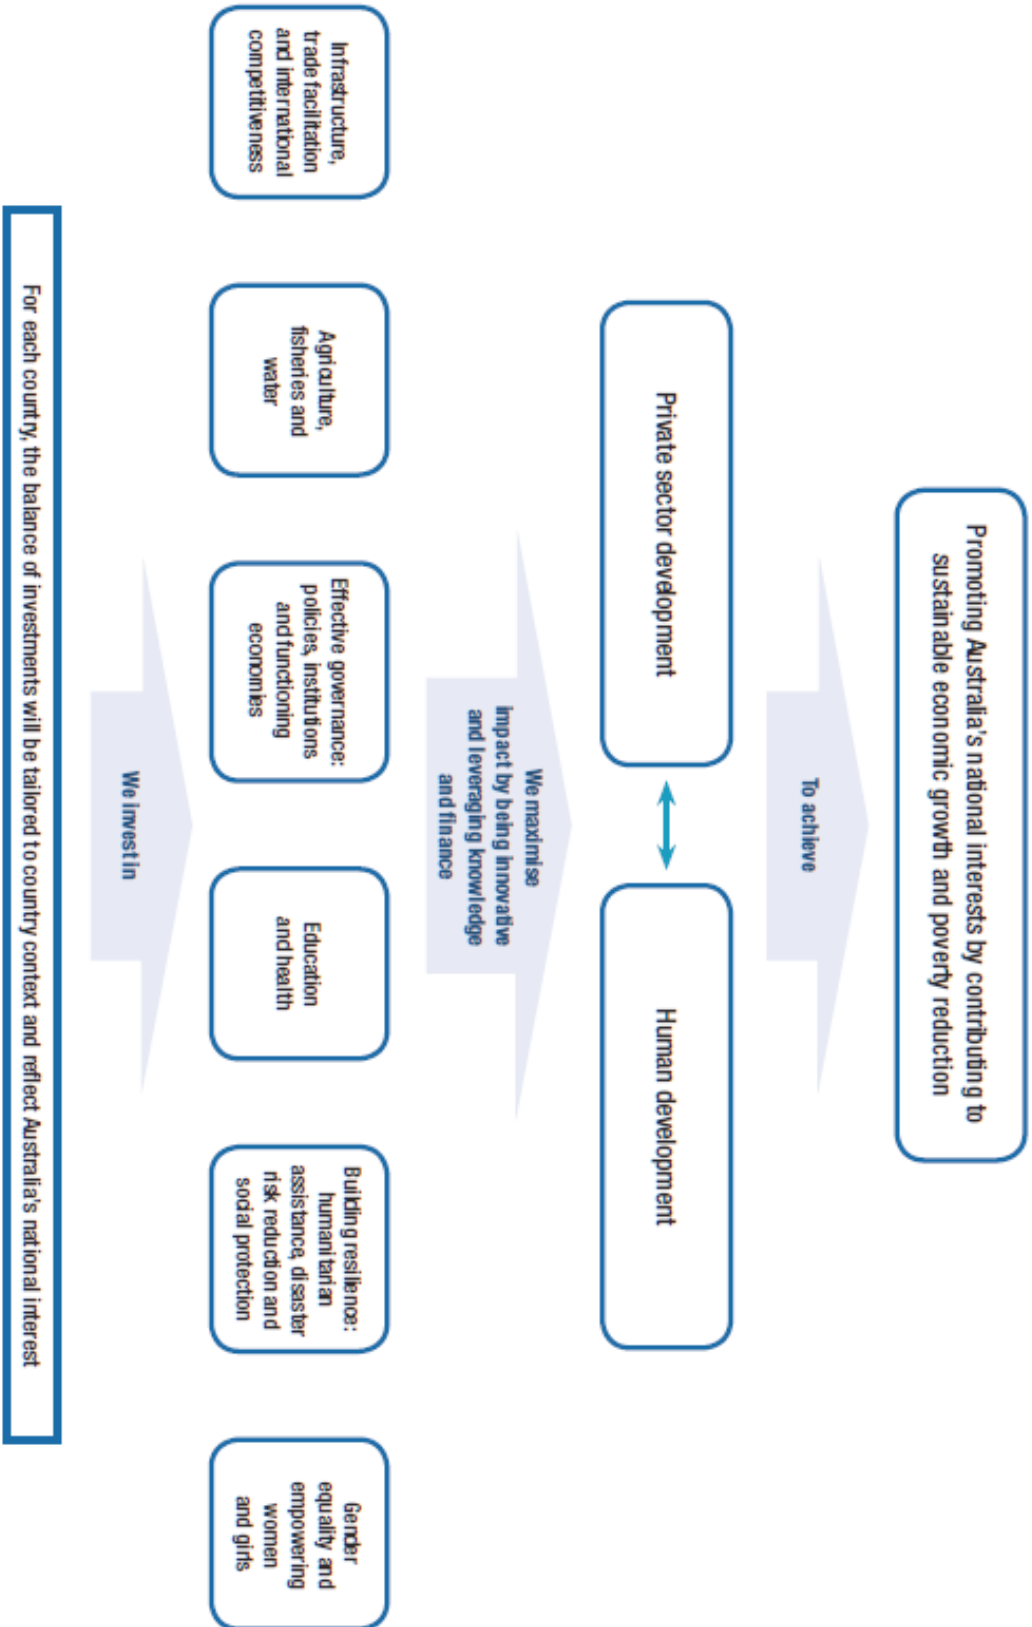 Promoting Australia's national interests by contributing to
sustainable economic growth and poverty reduction
To achieve
Private sector development
Human development
We maximise
impact by being innovative
and leveraging knowledge
and finance
Infrastructure,
trade facilitation
and international
competitiveness
Agriculture,
fisheries and
water
Effective governance:
policies, institutions
and functioning
economies
Education
and health
Building resilience:
humanitarian
assistance, disaster
risk reduction and
social protection
Gender
equality and
empowering
women
and girls
We invest in
For each country, the balance of investments will be tailored to country context and reflect Australia's national interest